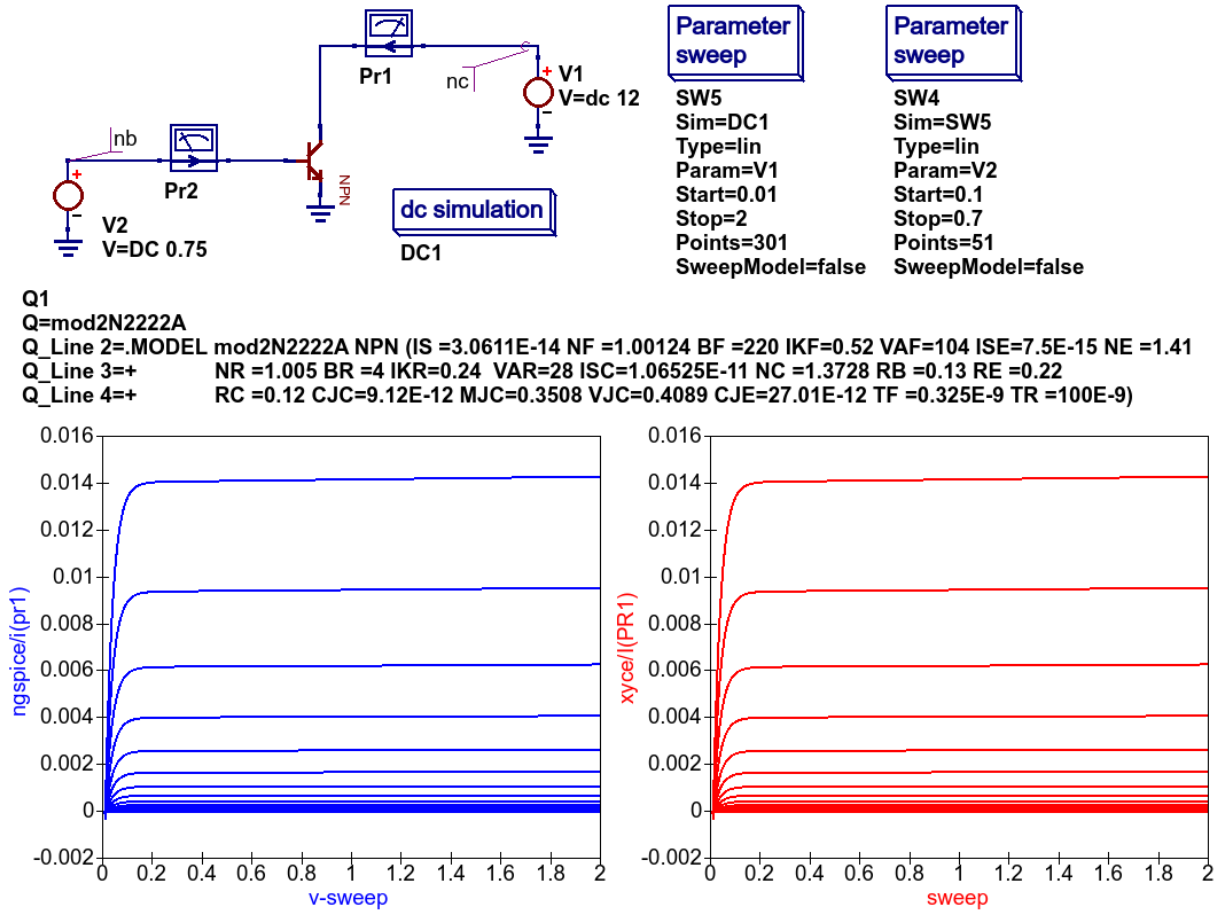 Pr1
nc
V1
V=dc 12
nb
Pr2
V2
V=DC 0.75
NPN
dc simulation
DC1
Parameter
sweep
SW5
Sim=DC1
Type=lin
Param=V1
Start=0.01
Stop=2
Points=301
SweepModel=false
Parameter
sweep
SW4
Sim=SW5
Type=lin
Param=V2
Start=0.1
Stop=0.7
Points=51
SweepModel=false
Q1
Q=mod2N2222A
Q_Line 2=.MODEL mod2N2222A NPN (IS =3.0611E-14 NF =1.00124 BF =220 IKF=0.52 VAF=104 ISE=7.5E-15 NE =1.41
Q_Line 3=+ NR =1.005 BR =4 IKR=0.24 VAR=28 ISC=1.06525E-11 NC =1.3728 RB =0.13 RE =0.22
Q_Line 4=+ RC =0.12 CJC=9.12E-12 MJC=0.3508 VJC=0.4089 CJE=27.01E-12 TF =0.325E-9 TR =100E-9)
ngspice/i(pr1)
0.016
0.014
0.012
0.01
0.008
0.006
0.004
0.002
0
-0.002
0 0.2 0.4 0.6 0.8 1 1.2 1.4 1.6 1.8 2
v-sweep
xyce/I(PR1)
0.016
0.014
0.012
0.01
0.008
0.006
0.004
0.002
0
-0.002
0 0.2 0.4 0.6 0.8 1 1.2 1.4 1.6 1.8 2
sweep